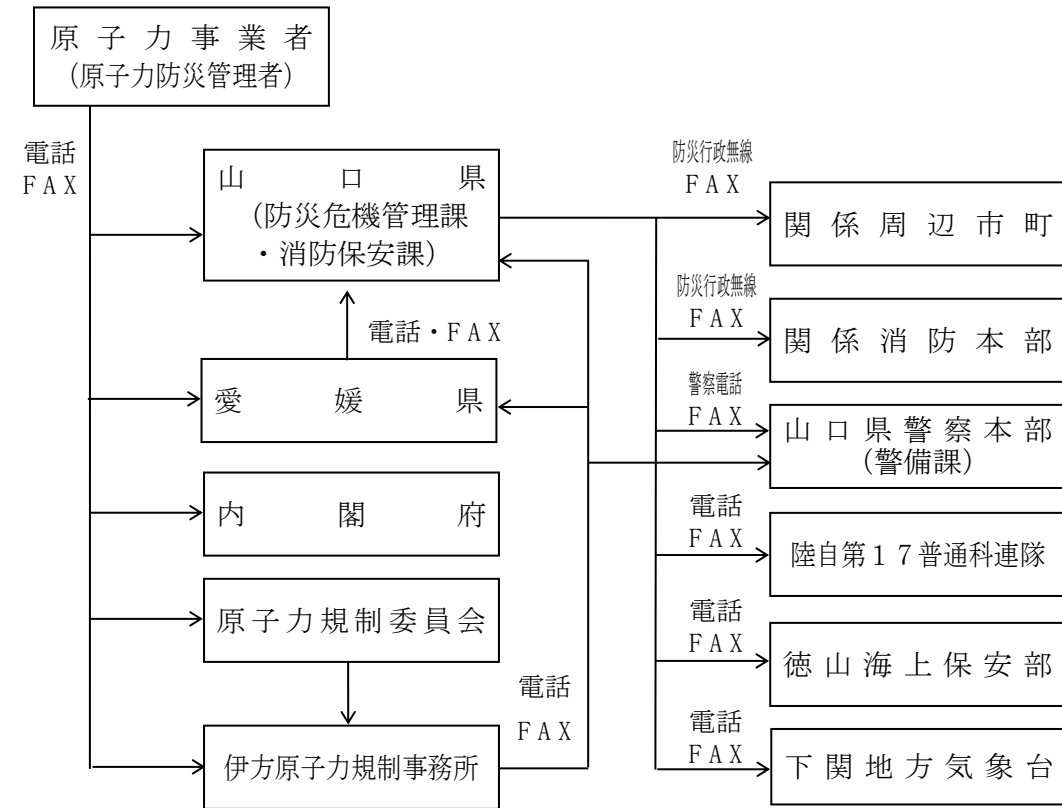 原子力事業者
(原子力防災管理者)
電話
ＦＡＸ
山口県
(防災危機管理課
・消防保安課)
電話・ＦＡＸ
愛媛県
内閣府
原子力規制委員会
伊方原子力規制事務所
電話
ＦＡＸ
防災行政無線
ＦＡＸ
関係周辺市町
防災行政無線
ＦＡＸ
関係消防本部
警察電話
ＦＡＸ
山口県警察本部
(警備課)
電話
ＦＡＸ
陸自第１７普通科連隊
電話
ＦＡＸ
徳山海上保安部
電話
ＦＡＸ
下関地方気象台